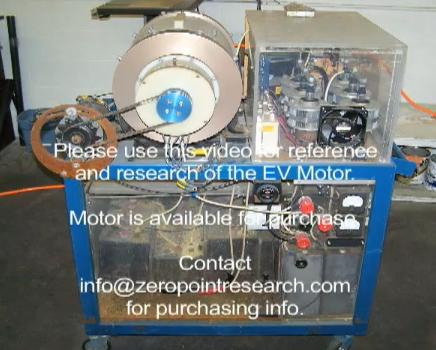 Please use this video for reference
and research of the EV Motor.
Motor is available for purchase.
Contact
info@zeropointresearch.com
for purchasing info.